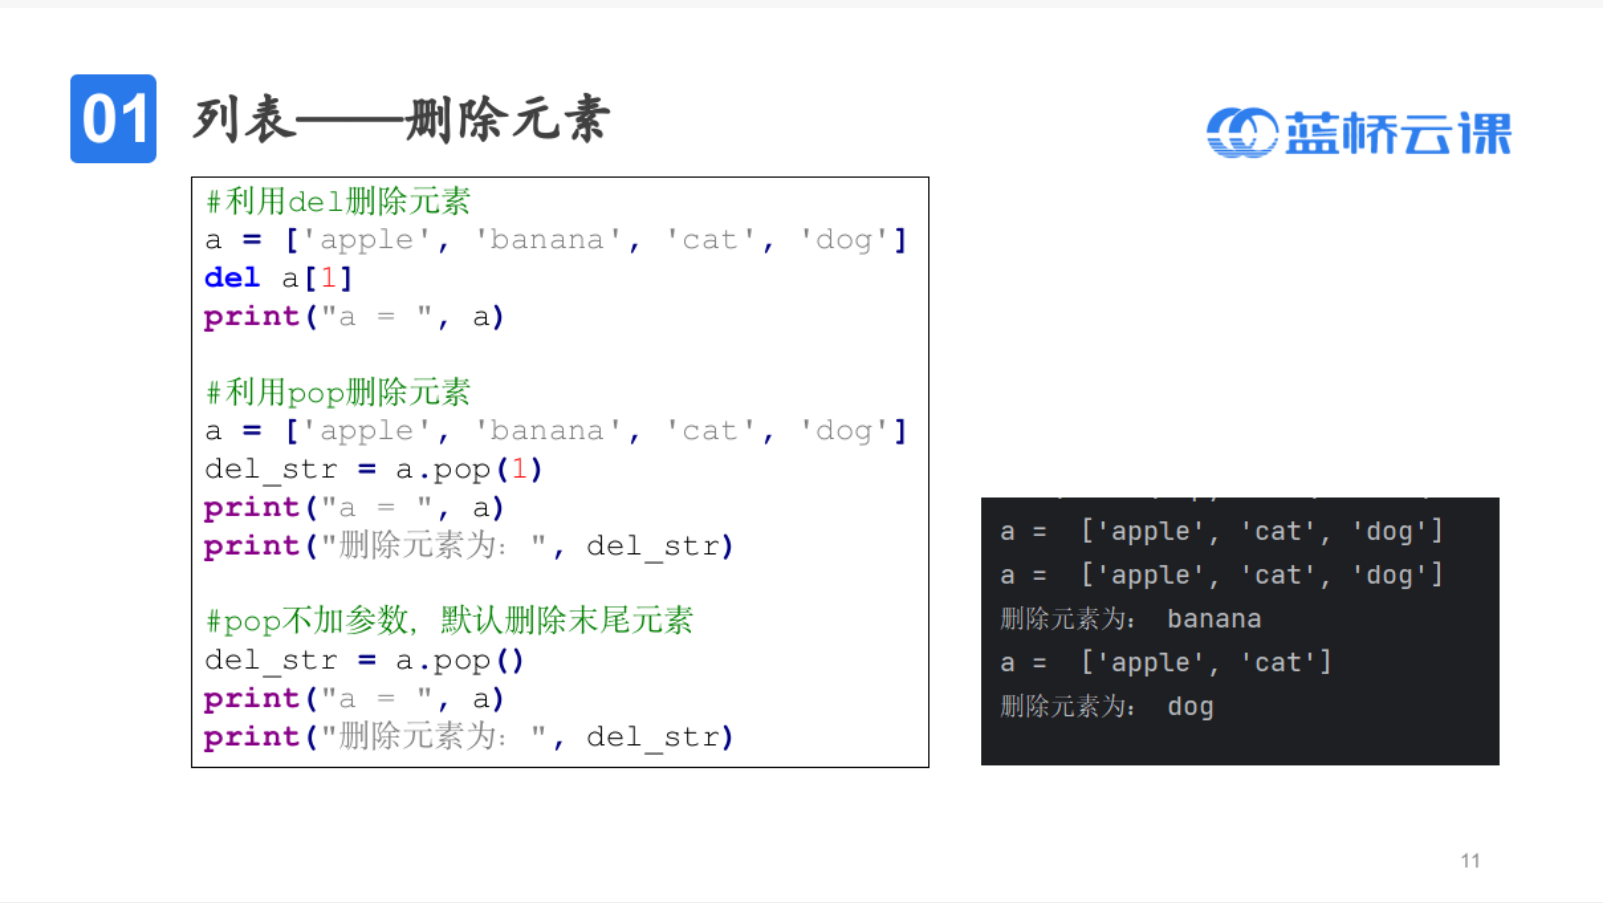 01 列表——删除元素
蓝桥云课
#利用del删除元素
a = ['apple', 'banana', 'cat', 'dog']
del a[1]
print("a = ", a)
#利用pop删除元素
a = ['apple', 'banana', 'cat', 'dog']
del_str = a.pop(1)
print("a = ", a)
print("删除元素为: ", del_str)
#pop不加参数, 默认删除末尾元素
del_str = a.pop()
print("a = ", a)
print("删除元素为: ", del_str)
a =  ['apple', 'cat', 'dog']
a =  ['apple', 'cat', 'dog']
删除元素为:  banana
a =  ['apple', 'cat']
删除元素为:  dog
11